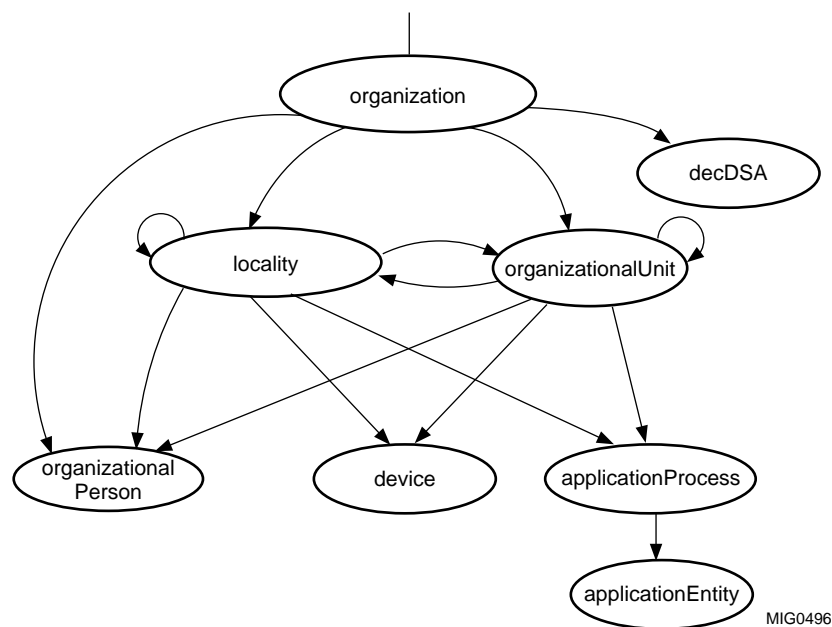 organization
decDSA
locality
organizationalUnit
organizational
Person
device
applicationProcess
applicationEntity
MIG0496